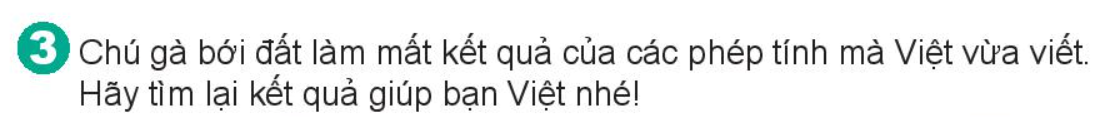 3 Chú gà bới đất làm mất kết quả của các phép tính mà Việt vừa viết.
Hãy tìm lại kết quả giúp bạn Việt nhé!